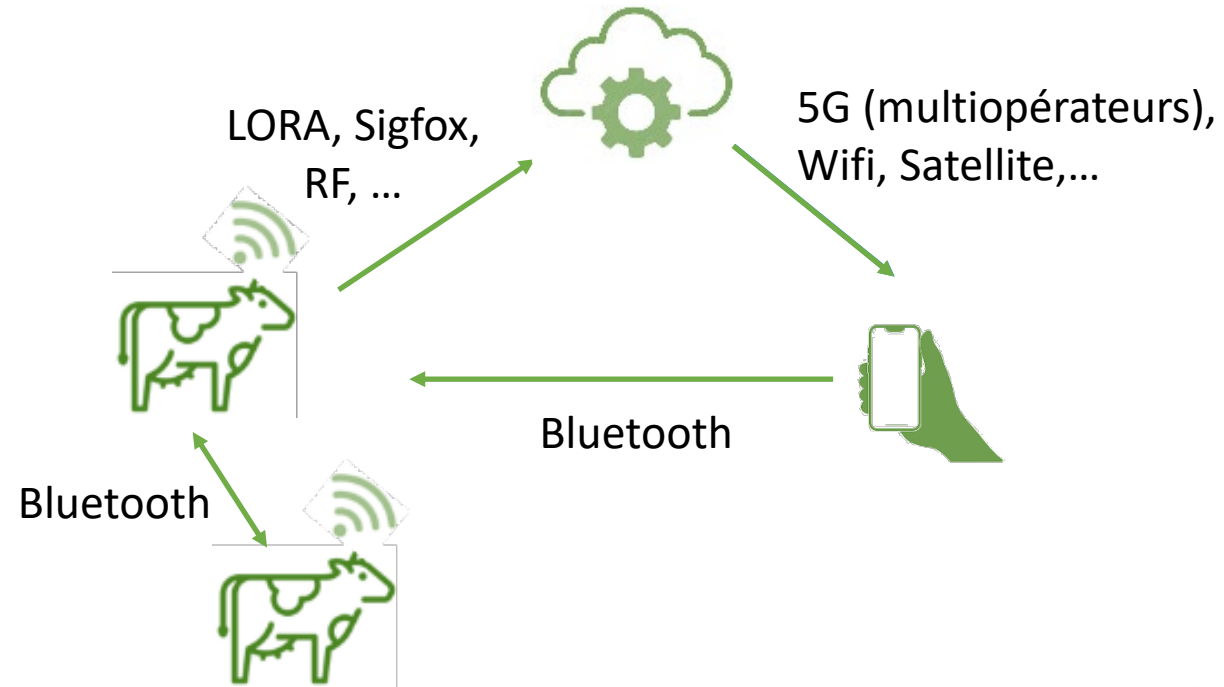 LORA, Sigfox,
RF, ...
5G (multiopérateurs),
Wifi, Satellite,...
Bluetooth
Bluetooth